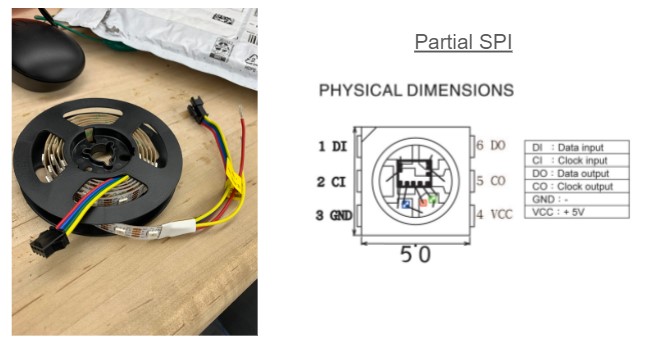 Partial SPI
PHYSICAL DIMENSIONS
1 DI
6 DO
2 CI
5 CO
3 GND
4 VCC
5.0
DI : Data input
CI : Clock input
DO : Data output
CO : Clock output
GND : -
VCC : + 5V